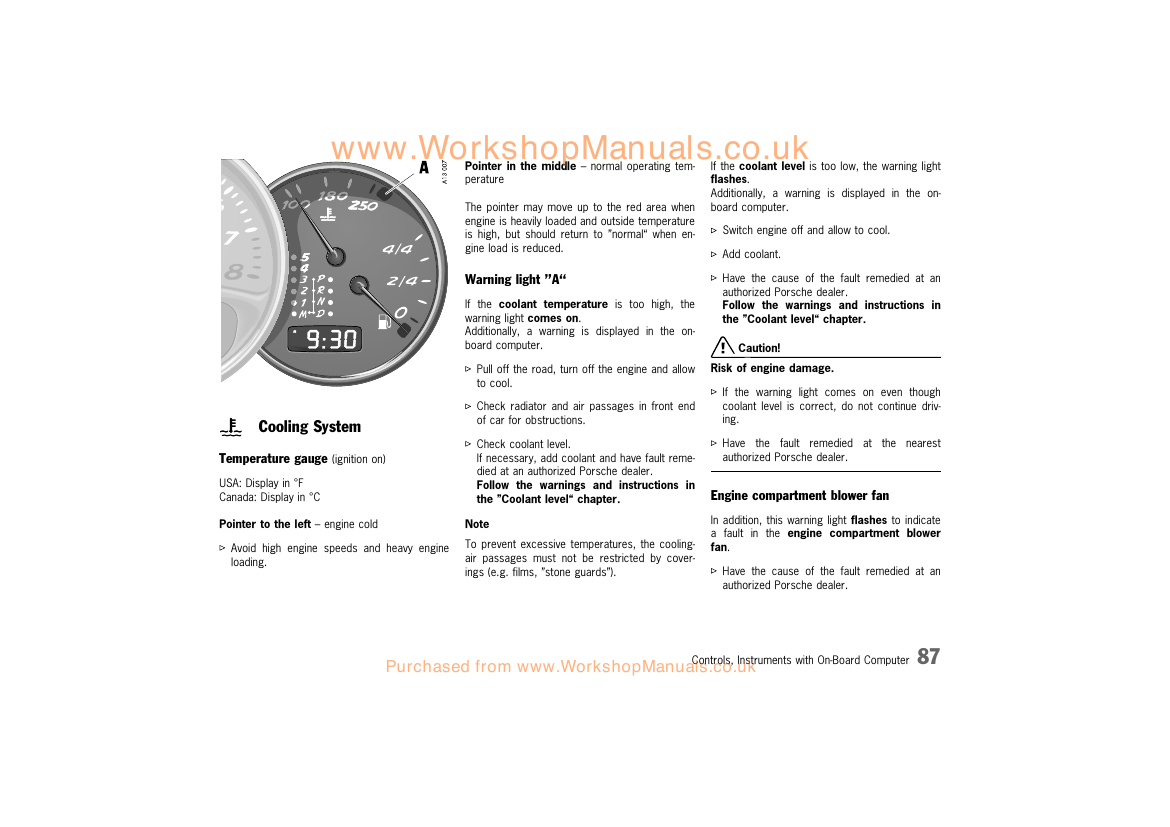 www.WorkshopManuals.co.uk
A
A13 007
100
180
250
4/4
2/4
0
7
8
5
4
3 P
2 R
1 N
M D
9:30
Cooling System
Temperature gauge (ignition on)
USA: Display in °F
Canada: Display in °C
Pointer to the left – engine cold
▷ Avoid high engine speeds and heavy engine
loading.
Pointer in the middle – normal operating tem-
perature
The pointer may move up to the red area when
engine is heavily loaded and outside temperature
is high, but should return to ”normal“ when en-
gine load is reduced.
Warning light ”A“
If the coolant temperature is too high, the
warning light comes on.
Additionally, a warning is displayed in the on-
board computer.
▷ Pull off the road, turn off the engine and allow
to cool.
▷ Check radiator and air passages in front end
of car for obstructions.
▷ Check coolant level.
If necessary, add coolant and have fault reme-
died at an authorized Porsche dealer.
Follow the warnings and instructions in
the ”Coolant level“ chapter.
Note
To prevent excessive temperatures, the cooling-
air passages must not be restricted by cover-
ings (e.g. films, ”stone guards”).
If the coolant level is too low, the warning light
flashes.
Additionally, a warning is displayed in the on-
board computer.
▷ Switch engine off and allow to cool.
▷ Add coolant.
▷ Have the cause of the fault remedied at an
authorized Porsche dealer.
Follow the warnings and instructions in
the ”Coolant level“ chapter.
Caution!
Risk of engine damage.
▷ If the warning light comes on even though
coolant level is correct, do not continue driv-
ing.
▷ Have the fault remedied at the nearest
authorized Porsche dealer.
Engine compartment blower fan
In addition, this warning light flashes to indicate
a fault in the engine compartment blower
fan.
▷ Have the cause of the fault remedied at an
authorized Porsche dealer.
Controls, Instruments with On-Board Computer 87
Purchased from www.WorkshopManuals.co.uk